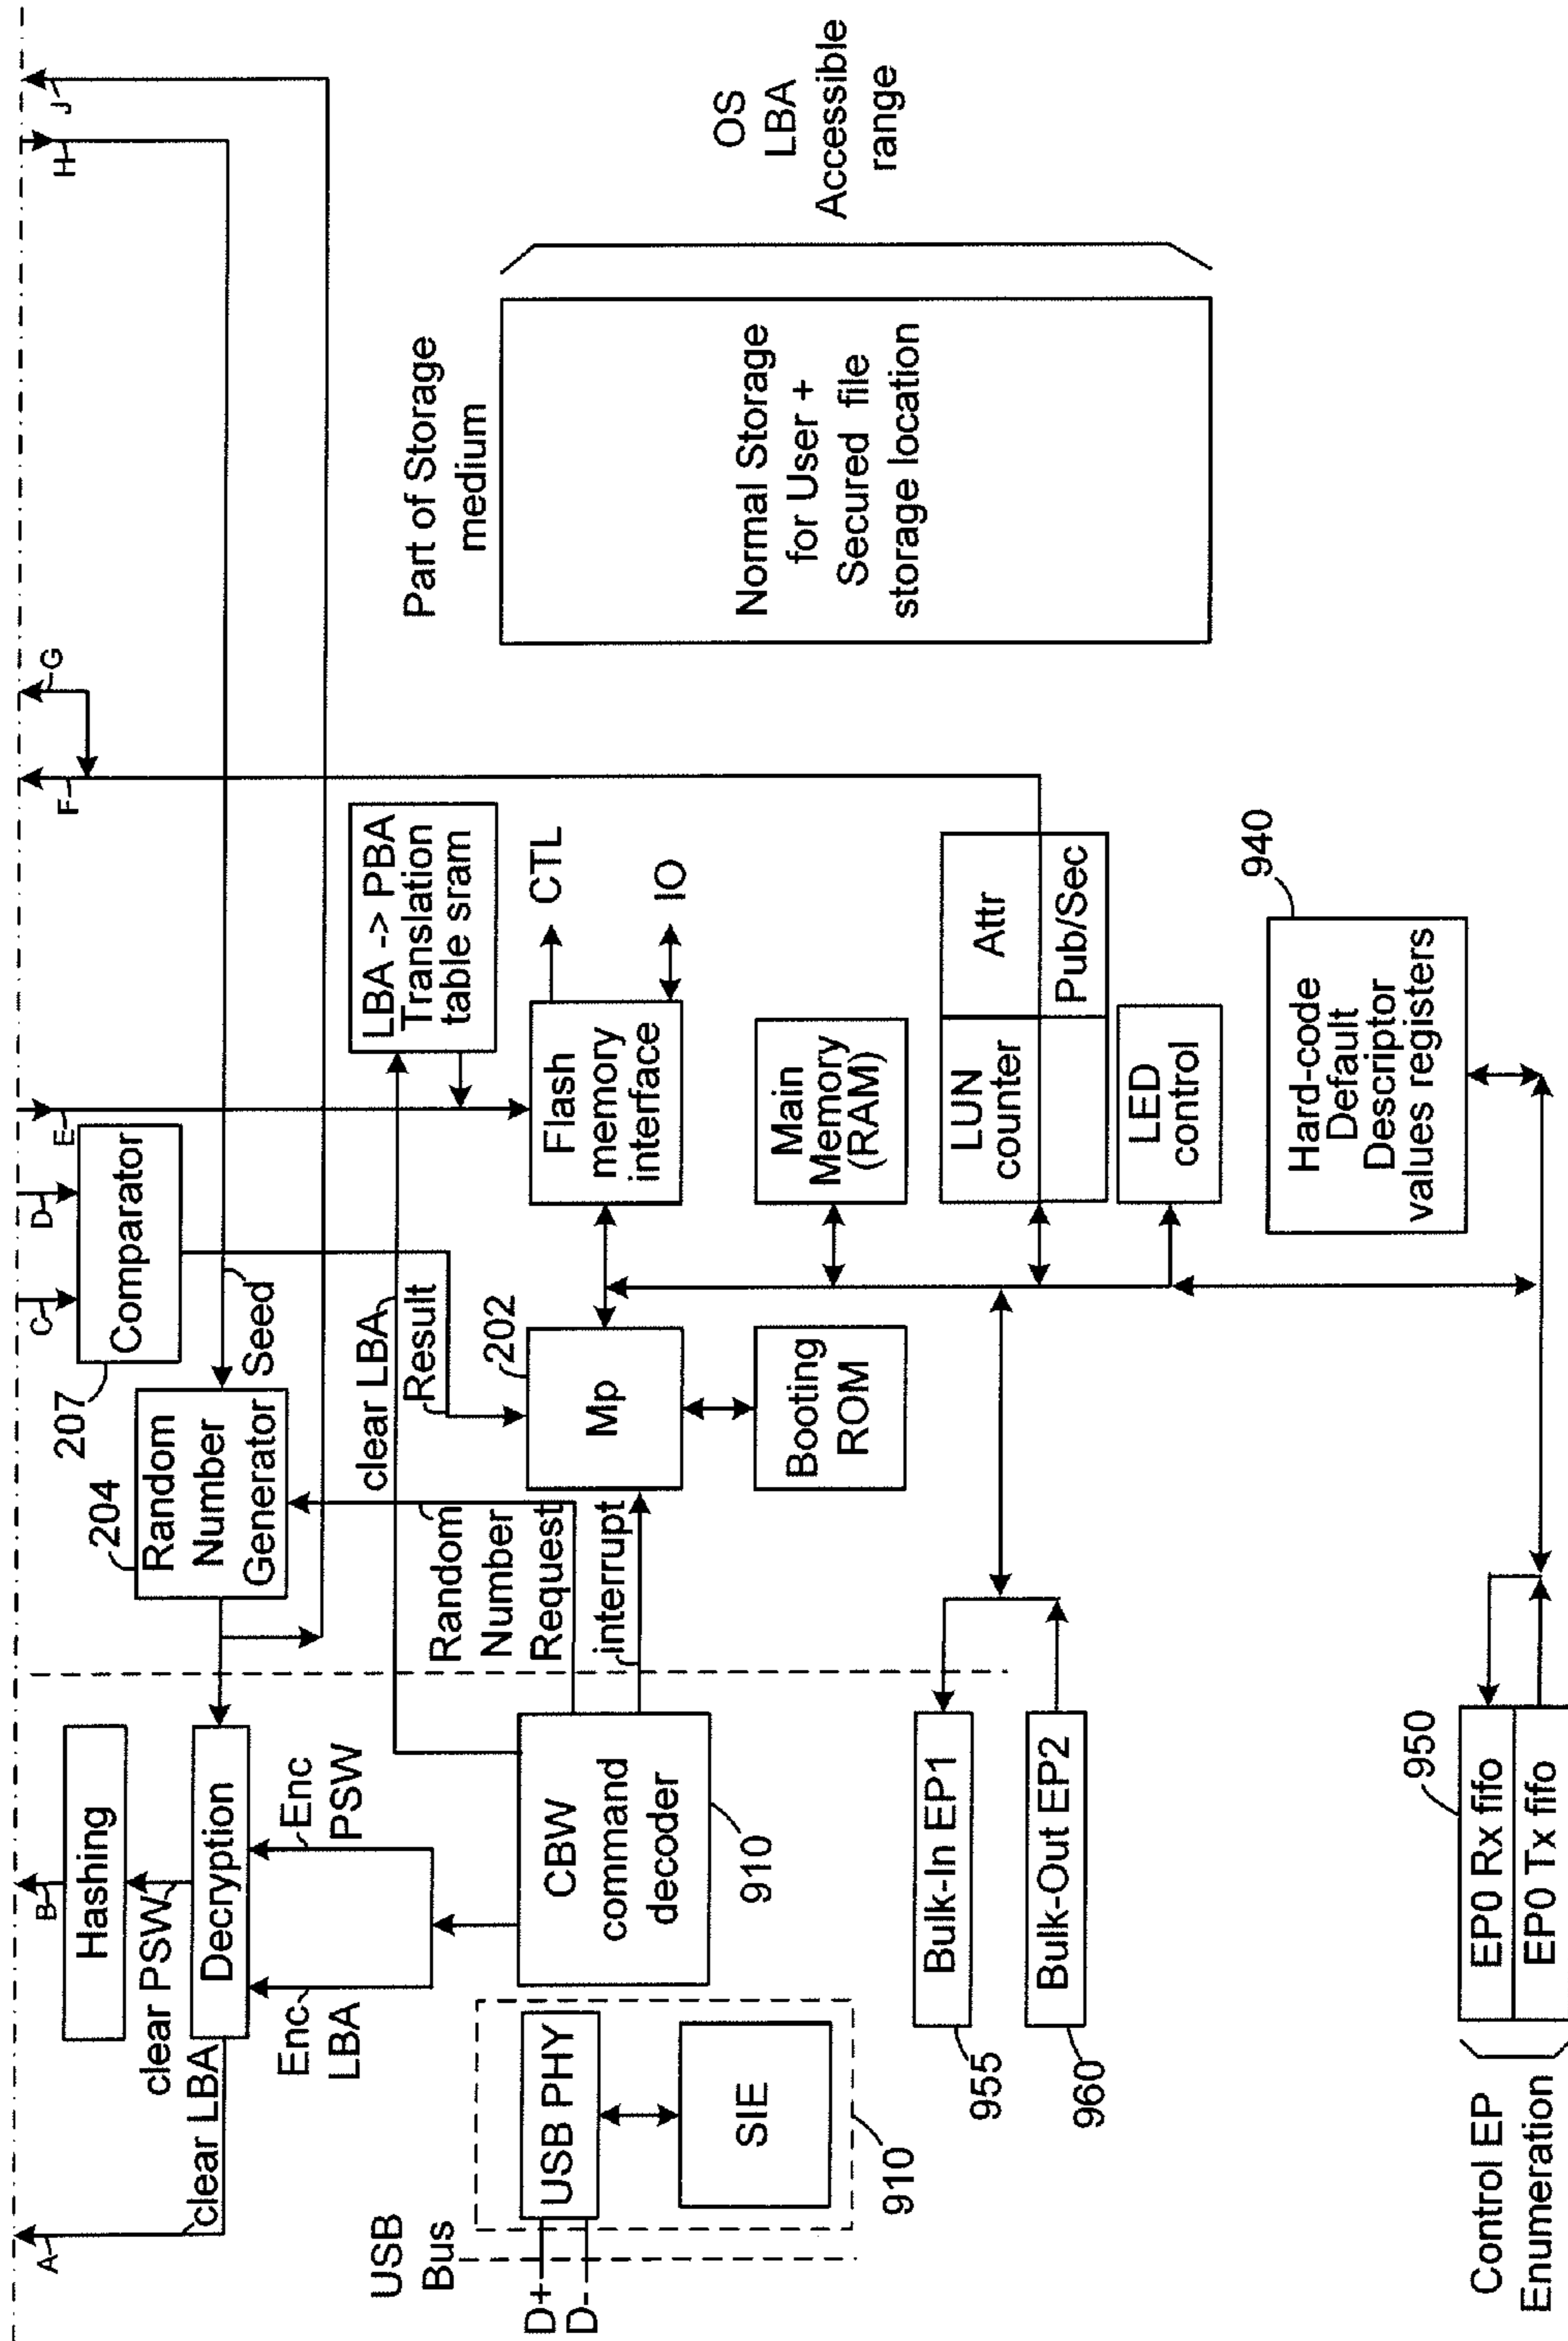 A
B
C
D
E
F
G
H
J
Hashing
clear PSW
clear LBA
Decryption
Enc
LBA
Enc
PSW
204
Random
Number
Generator
Seed
207
Comparator
clear LBA
Result
LBA -> PBA
Translation
table sram
Part of Storage
medium
USB
Bus
D+
D-
USB PHY
SIE
910
CBW
command
decoder
910
Random
Number
Request
interrupt
202
Mp
Booting
ROM
Flash
memory
interface
CTL
IO
Main
Memory
(RAM)
Normal Storage
for User +
Secured file
storage location
OS
LBA
Accessible
range
Bulk-In EP1
955
Bulk-Out EP2
960
LUN
counter
Attr
Pub/Sec
LED
control
940
Hard-code
Default
Descriptor
values registers
Control EP
Enumeration
950
EP0 Rx fifo
EP0 Tx fifo